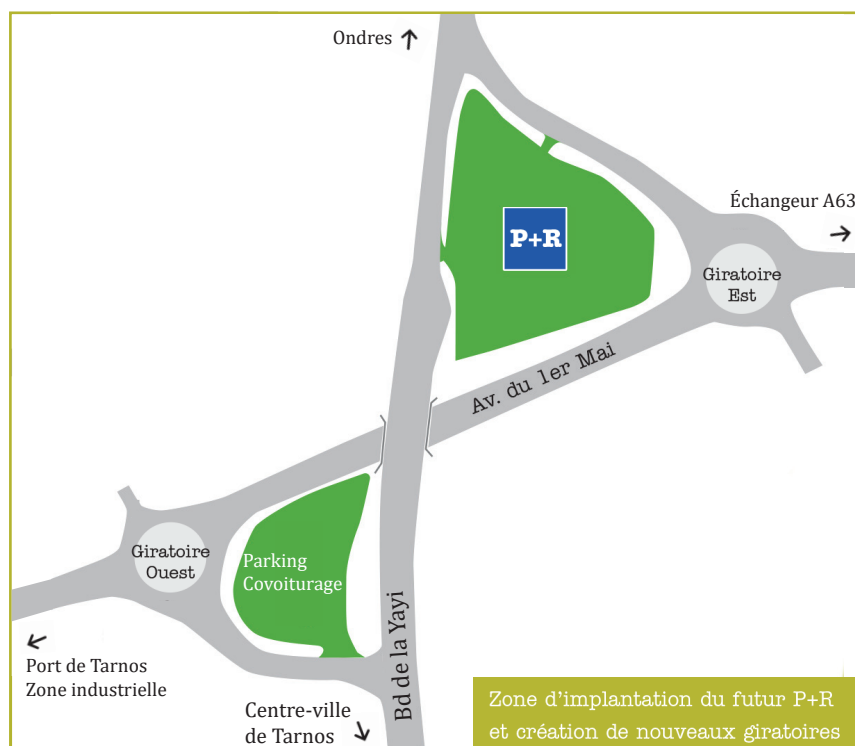 Ondres
Échangeur A63
P+R
Giratoire
Est
Av. du 1er Mai
Giratoire
Ouest
Parking
Covoiturage
Bd de la Yayi
Port de Tarnos
Zone industrielle
Centre-ville
de Tarnos
Zone d'implantation du futur P+R
et création de nouveaux giratoires